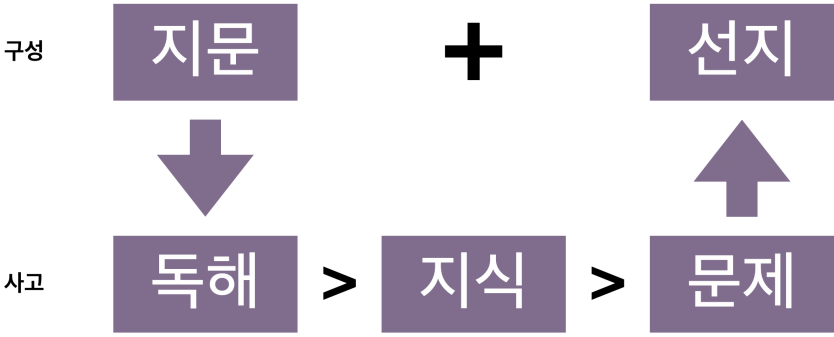 구성 지문 + 선지
사고 독해 > 지식 > 문제